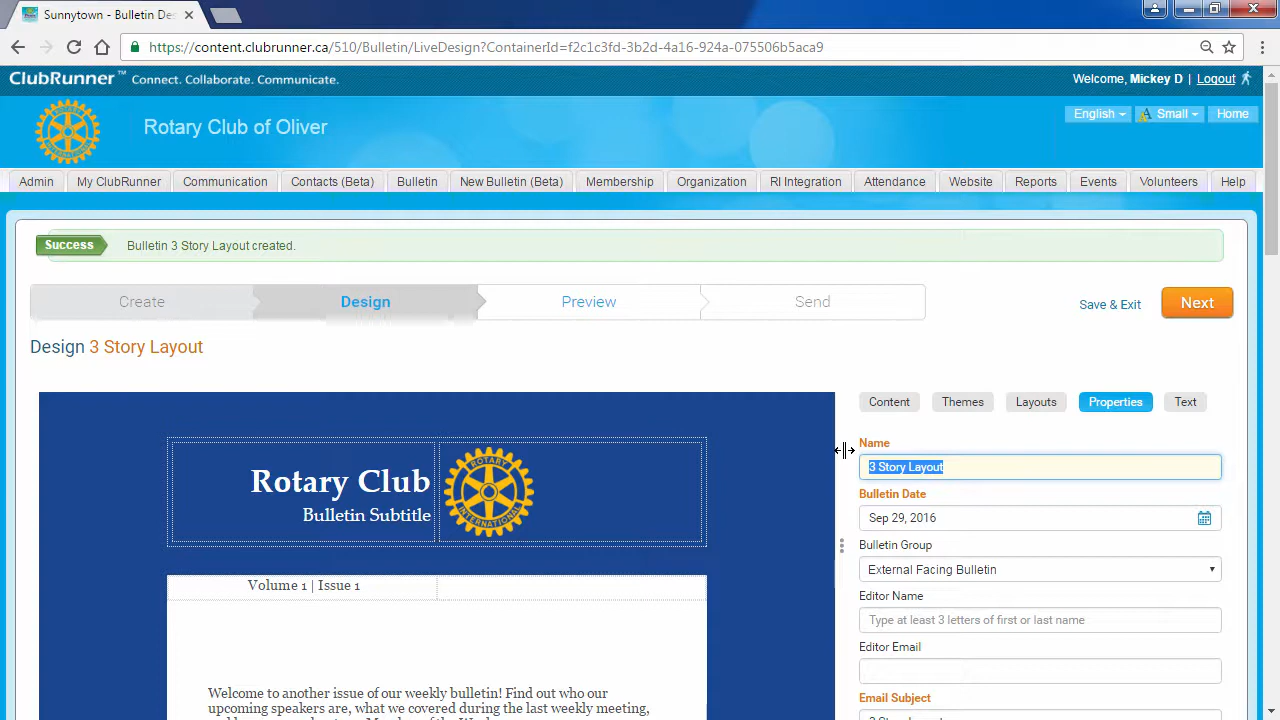 Sunnytown - Bulletin De
https://content.clubrunner.ca/510/Bulletin/LiveDesign?ContainerId=f2c1c3fd-3b2d-4a16-924a-075506b5aca9
ClubRunner™ Connect. Collaborate. Communicate.
Welcome, Mickey D | Logout
Rotary Club of Oliver
English
Small
Home
Admin
My ClubRunner
Communication
Contacts (Beta)
Bulletin
New Bulletin (Beta)
Membership
Organization
RI Integration
Attendance
Website
Reports
Events
Volunteers
Help
Success
Bulletin 3 Story Layout created.
Create
Design
Preview
Send
Save & Exit
Next
Design 3 Story Layout
Rotary Club
Bulletin Subtitle
Volume 1 | Issue 1
Welcome to another issue of our weekly bulletin! Find out who our
upcoming speakers are, what we covered during the last weekly meeting,
Content
Themes
Layouts
Properties
Text
Name
3 Story Layout
Bulletin Date
Sep 29, 2016
Bulletin Group
External Facing Bulletin
Editor Name
Type at least 3 letters of first or last name
Editor Email
Email Subject
3 Story Layout